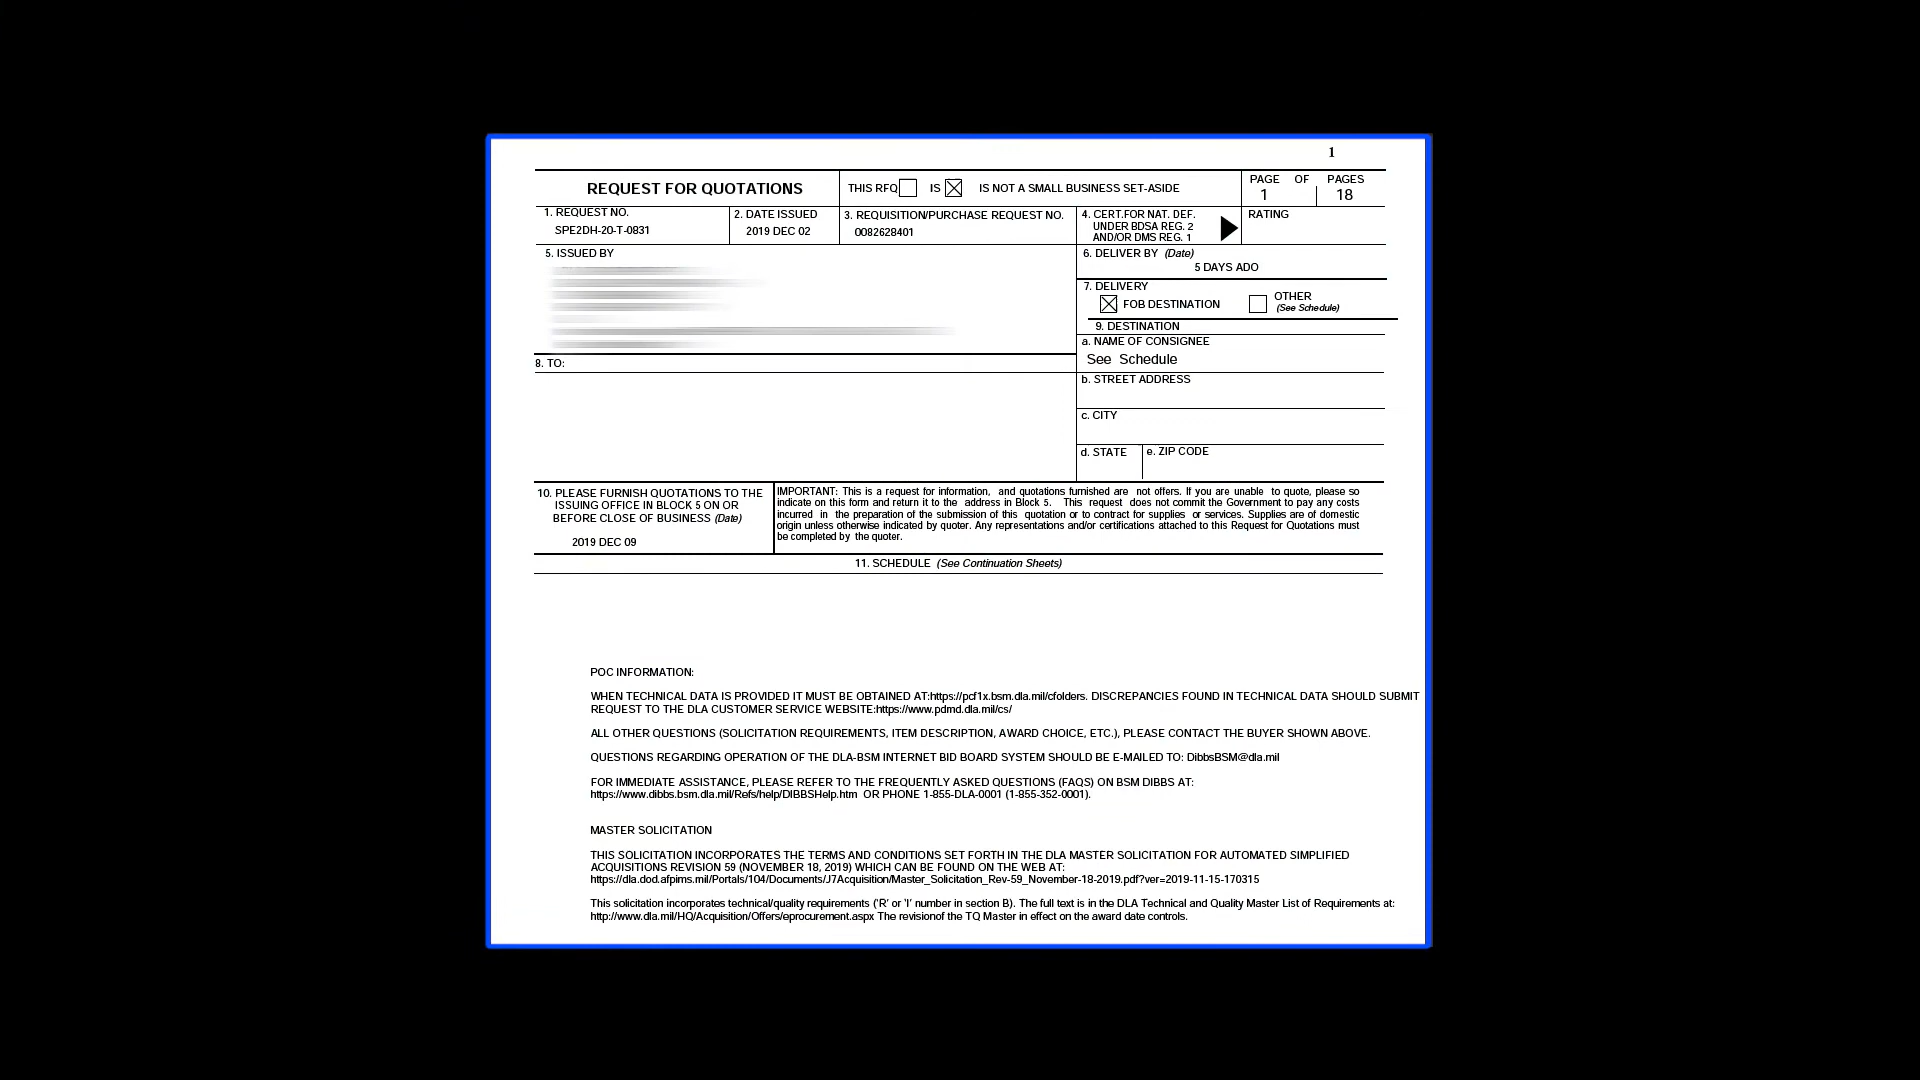 1
REQUEST FOR QUOTATIONS
THIS RFQ IS IS NOT A SMALL BUSINESS SET-ASIDE
PAGE OF PAGES
1 18
1. REQUEST NO.
SPE2DH-20-T-0831
2. DATE ISSUED
2019 DEC 02
3. REQUISITION/PURCHASE REQUEST NO.
0082628401
4. CERT.FOR NAT. DEF.
UNDER BDSA REG. 2
AND/OR DMS REG. 1
RATING
5. ISSUED BY
6. DELIVER BY (Date)
5 DAYS ADO
7. DELIVERY
FOB DESTINATION
OTHER
(See Schedule)
9. DESTINATION
a. NAME OF CONSIGNEE
See Schedule
8. TO:
b. STREET ADDRESS
c. CITY
d. STATE
e. ZIP CODE
10. PLEASE FURNISH QUOTATIONS TO THE
ISSUING OFFICE IN BLOCK 5 ON OR
BEFORE CLOSE OF BUSINESS (Date)
2019 DEC 09
IMPORTANT: This is a request for information, and quotations furnished are not offers. If you are unable to quote, please so
indicate on this form and return it to the address in Block 5. This request does not commit the Government to pay any costs
incurred in the preparation of the submission of this quotation or to contract for supplies or services. Supplies are of domestic
origin unless otherwise indicated by quoter. Any representations and/or certifications attached to this Request for Quotations must
be completed by the quoter.
11. SCHEDULE (See Continuation Sheets)
POC INFORMATION:
WHEN TECHNICAL DATA IS PROVIDED IT MUST BE OBTAINED AT:https://pcf1x.bsm.dla.mil/cfolders. DISCREPANCIES FOUND IN TECHNICAL DATA SHOULD SUBMIT
REQUEST TO THE DLA CUSTOMER SERVICE WEBSITE:https://www.pdmd.dla.mil/cs/
ALL OTHER QUESTIONS (SOLICITATION REQUIREMENTS, ITEM DESCRIPTION, AWARD CHOICE, ETC.), PLEASE CONTACT THE BUYER SHOWN ABOVE.
QUESTIONS REGARDING OPERATION OF THE DLA-BSM INTERNET BID BOARD SYSTEM SHOULD BE E-MAILED TO: DibbsBSM@dla.mil
FOR IMMEDIATE ASSISTANCE, PLEASE REFER TO THE FREQUENTLY ASKED QUESTIONS (FAQS) ON BSM DIBBS AT:
https://www.dibbs.bsm.dla.mil/Refs/help/DIBBSHelp.htm OR PHONE 1-855-DLA-0001 (1-855-352-0001).
MASTER SOLICITATION
THIS SOLICITATION INCORPORATES THE TERMS AND CONDITIONS SET FORTH IN THE DLA MASTER SOLICITATION FOR AUTOMATED SIMPLIFIED
ACQUISITIONS REVISION 59 (NOVEMBER 18, 2019) WHICH CAN BE FOUND ON THE WEB AT:
https://dla.dod.afpims.mil/Portals/104/Documents/J7Acquisition/Master_Solicitation_Rev-59_November-18-2019.pdf?ver=2019-11-15-170315
This solicitation incorporates technical/quality requirements ('R' or 'I' number in section B). The full text is in the DLA Technical and Quality Master List of Requirements at:
http://www.dla.mil/HQ/Acquisition/Offers/eprocurement.aspx The revisionof the TQ Master in effect on the award date controls.